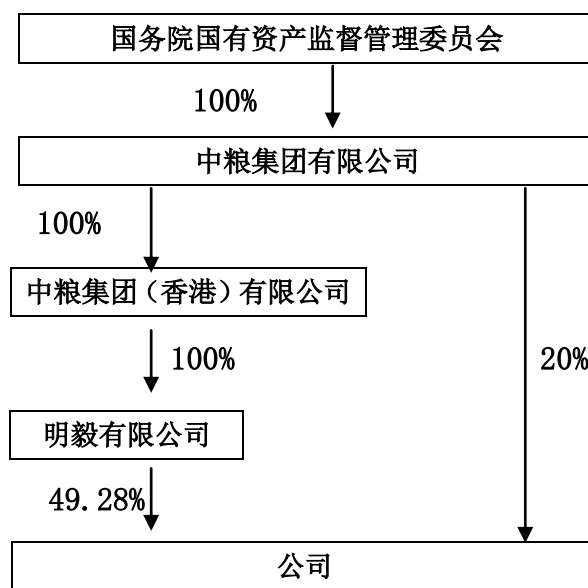 国务院国有资产监督管理委员会
100%
中粮集团有限公司
100%
中粮集团（香港）有限公司
100%
20%
明毅有限公司
49.28%
公司